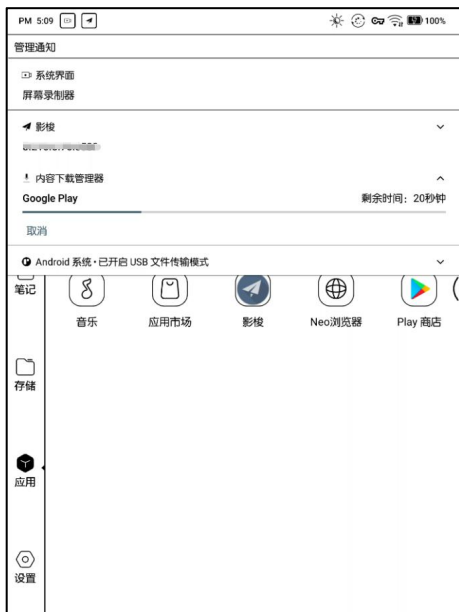 PM 5:09
100%
管理通知
系统界面
屏幕录制器
影梭
内容下载管理器
Google Play 剩余时间：20秒钟
取消
Android 系统 • 已开启 USB 文件传输模式
笔记
音乐 应用市场 影梭 Neo浏览器 Play 商店
存储
应用
设置